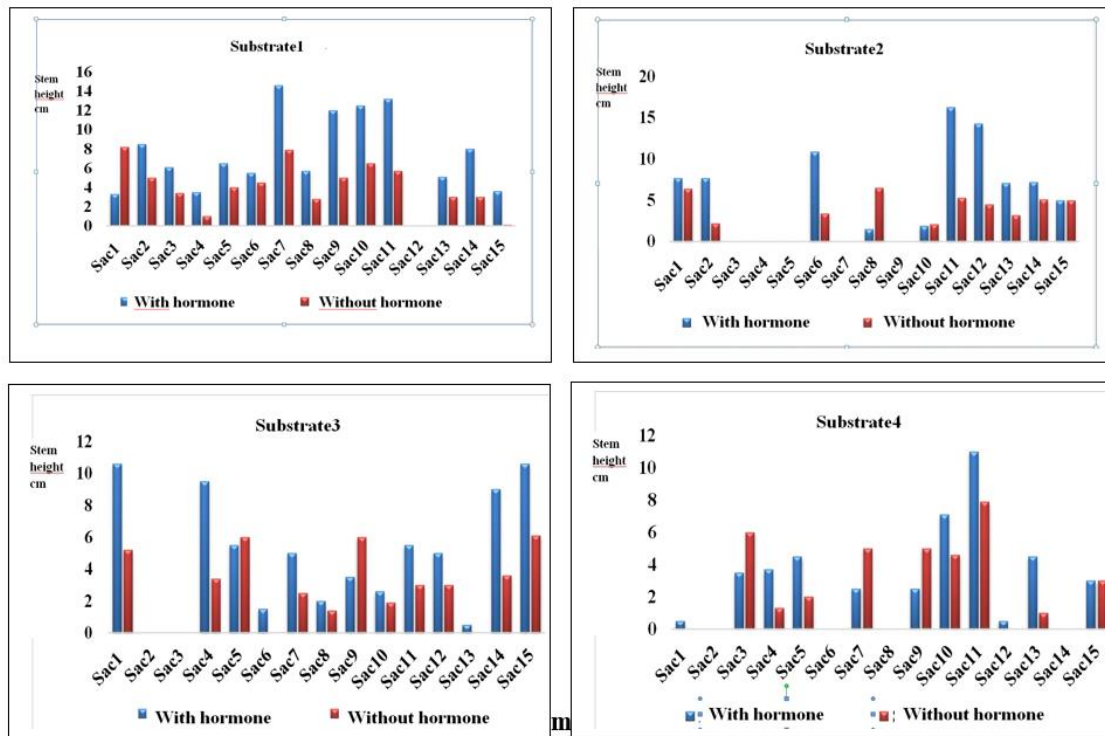 Substrate1
Stem
height
cm
16
14
12
10
8
6
4
2
0
Sac1 Sac2 Sac3 Sac4 Sac5 Sac6 Sac7 Sac8 Sac9 Sac10 Sac11 Sac12 Sac13 Sac14 Sac15
With hormone Without hormone
Substrate2
Stem
height
cm
20
15
10
5
0
Sac1 Sac2 Sac3 Sac4 Sac5 Sac6 Sac7 Sac8 Sac9 Sac10 Sac11 Sac12 Sac13 Sac14 Sac15
With hormone Without hormone
Substrate3
Stem
height
cm
12
10
8
6
4
2
0
Sac1 Sac2 Sac3 Sac4 Sac5 Sac6 Sac7 Sac8 Sac9 Sac10 Sac11 Sac12 Sac13 Sac14 Sac15
With hormone Without hormone
m
Substrate4
Stem
height
cm
12
10
8
6
4
2
0
Sac1 Sac2 Sac3 Sac4 Sac5 Sac6 Sac7 Sac8 Sac9 Sac10 Sac11 Sac12 Sac13 Sac14 Sac15
With hormone Without hormone